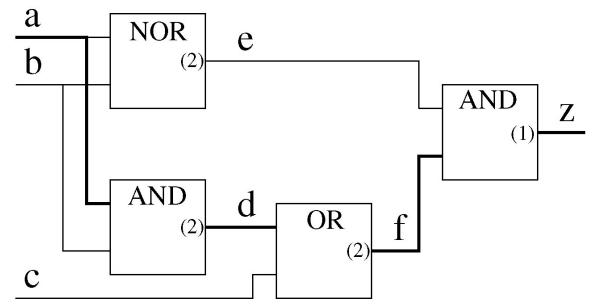 a
NOR
e
b
(2)
AND
z
(1)
AND
d
(2)
OR
f
(2)
c